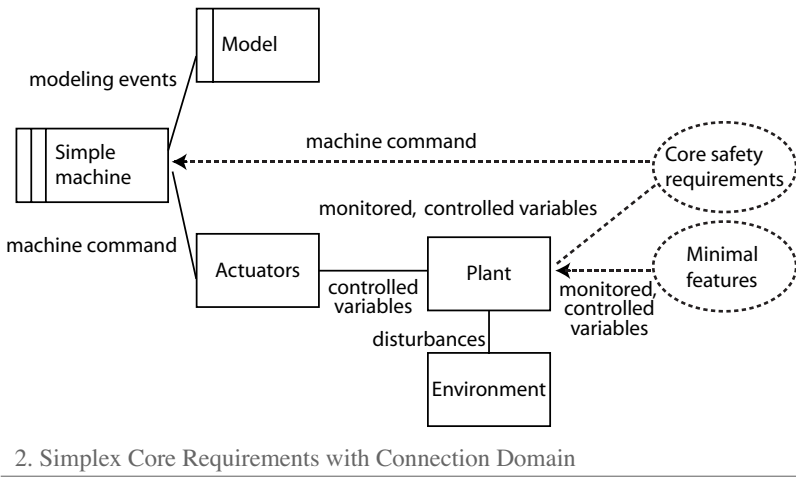 Model
modeling events
Simple
machine
machine command
Core safety
requirements
monitored, controlled variables
machine command
Actuators
controlled
variables
Plant
Minimal
features
monitored,
controlled
variables
disturbances
Environment
2. Simplex Core Requirements with Connection Domain